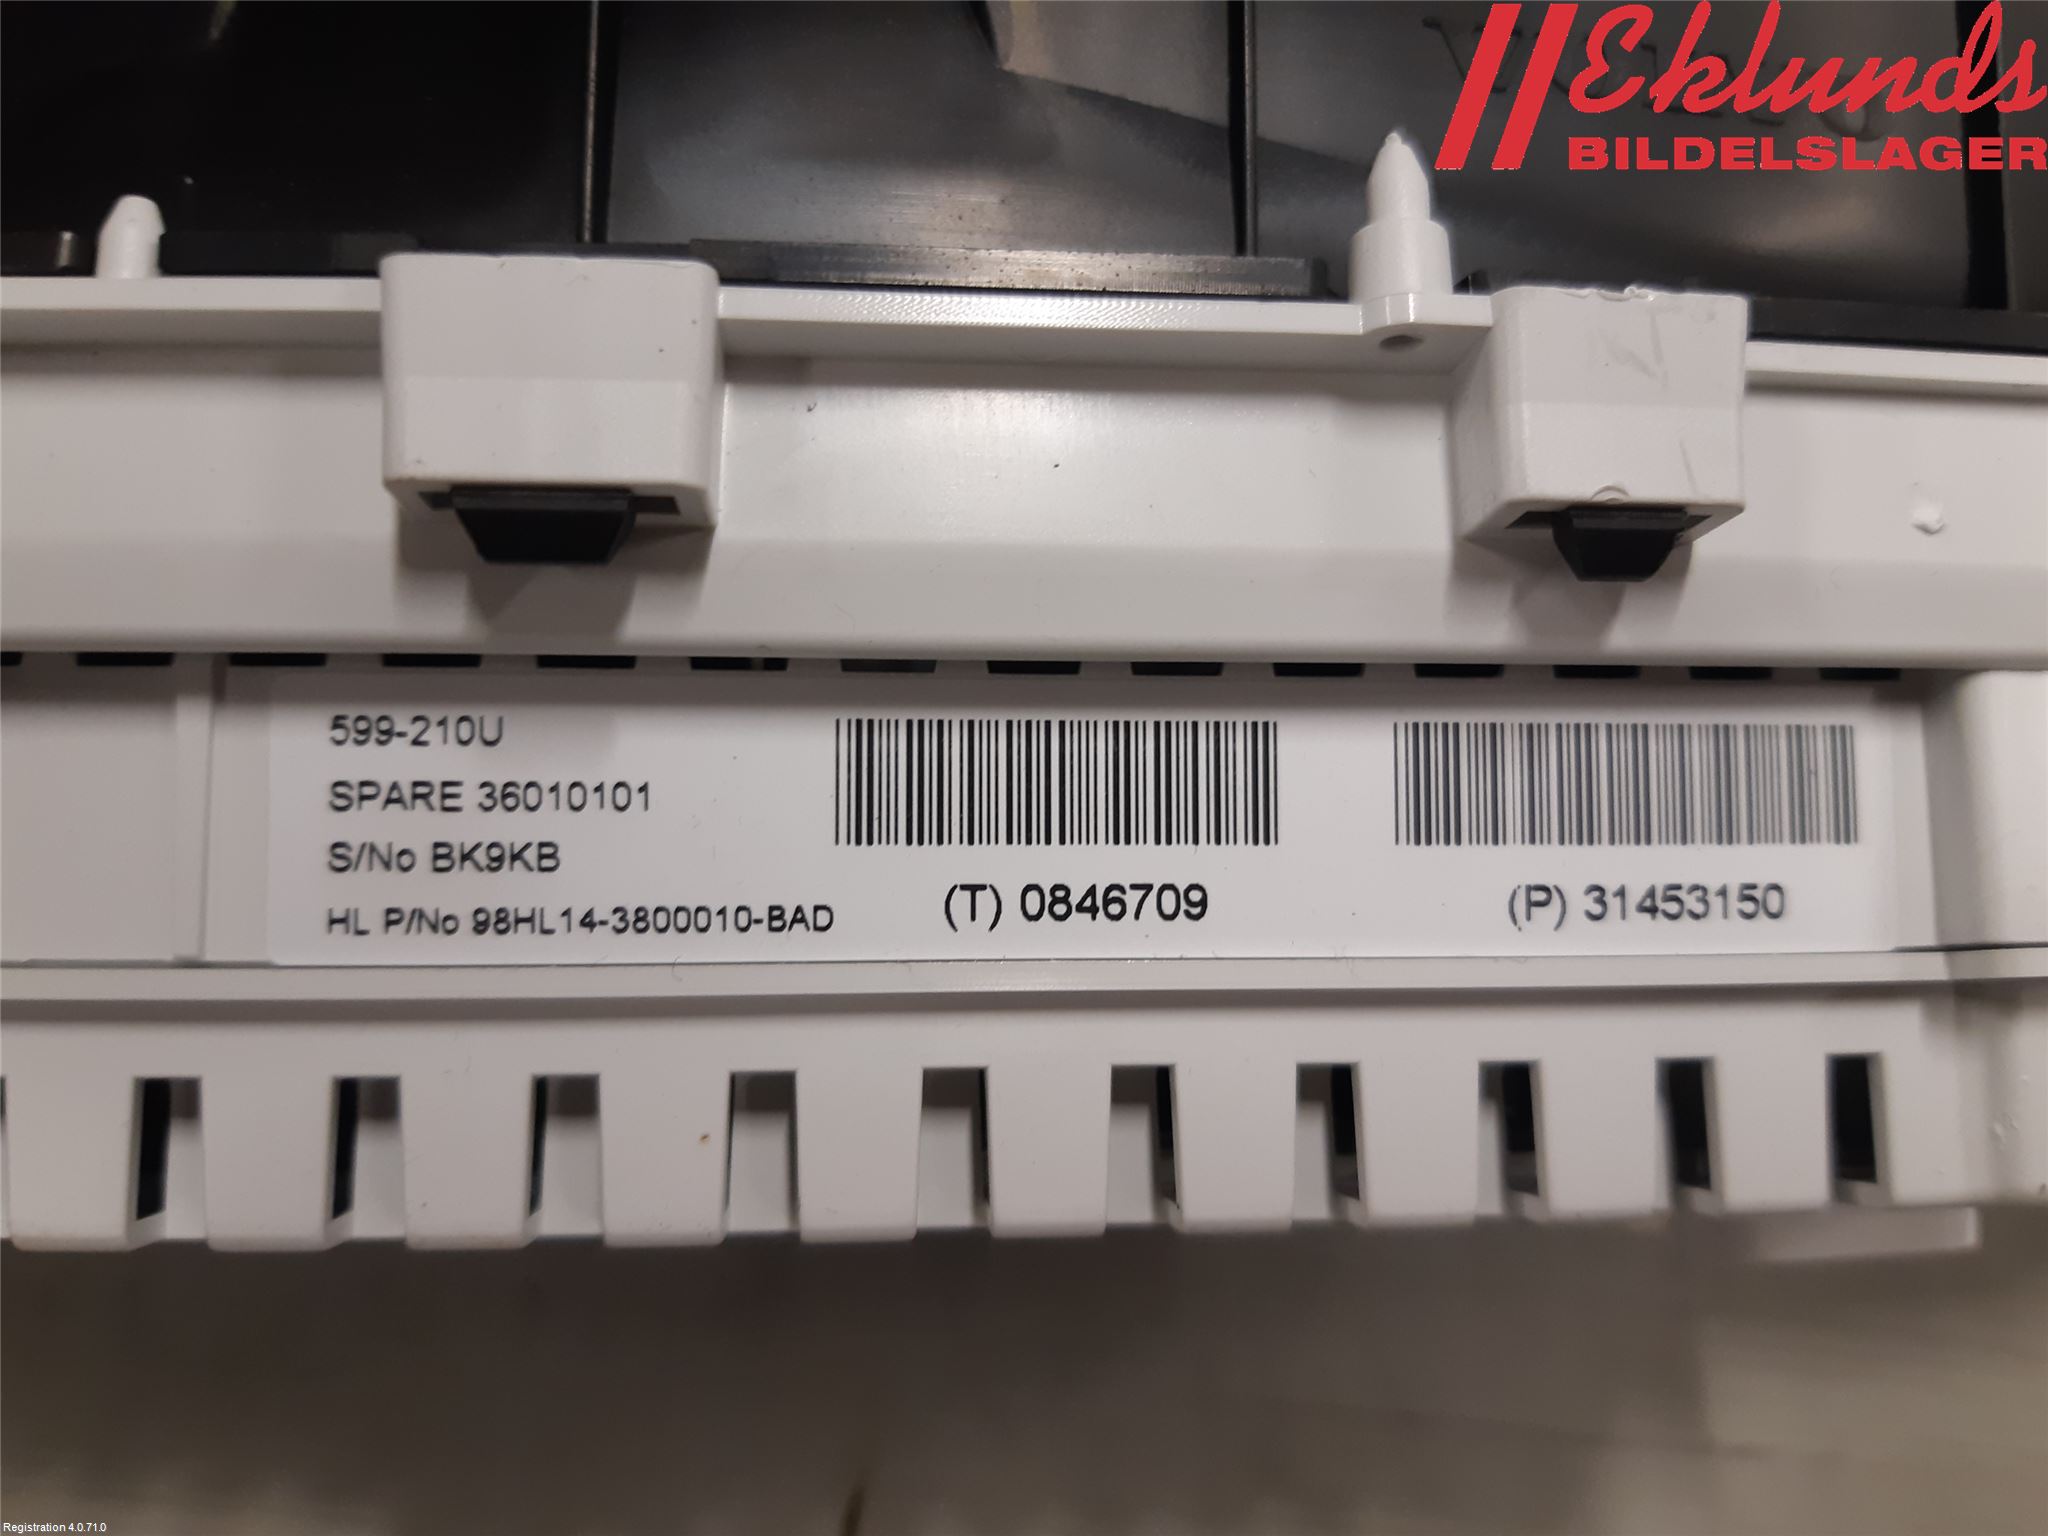 Eklunds
BILDELSLAGER
599-210U
SPARE 36010101
S/No BK9KB
HL P/No 98HL14-3800010-BAD
(T) 0846709
(P) 31453150
Registration 4.0.71.0